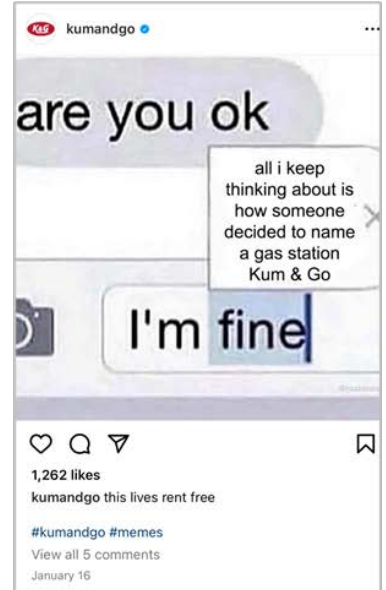 K&G kumandgo
are you ok
all i keep
thinking about is
how someone
decided to name
a gas station
Kum & Go
I'm fine
1,262 likes
kumandgo this lives rent free
#kumandgo #memes
View all 5 comments
January 16